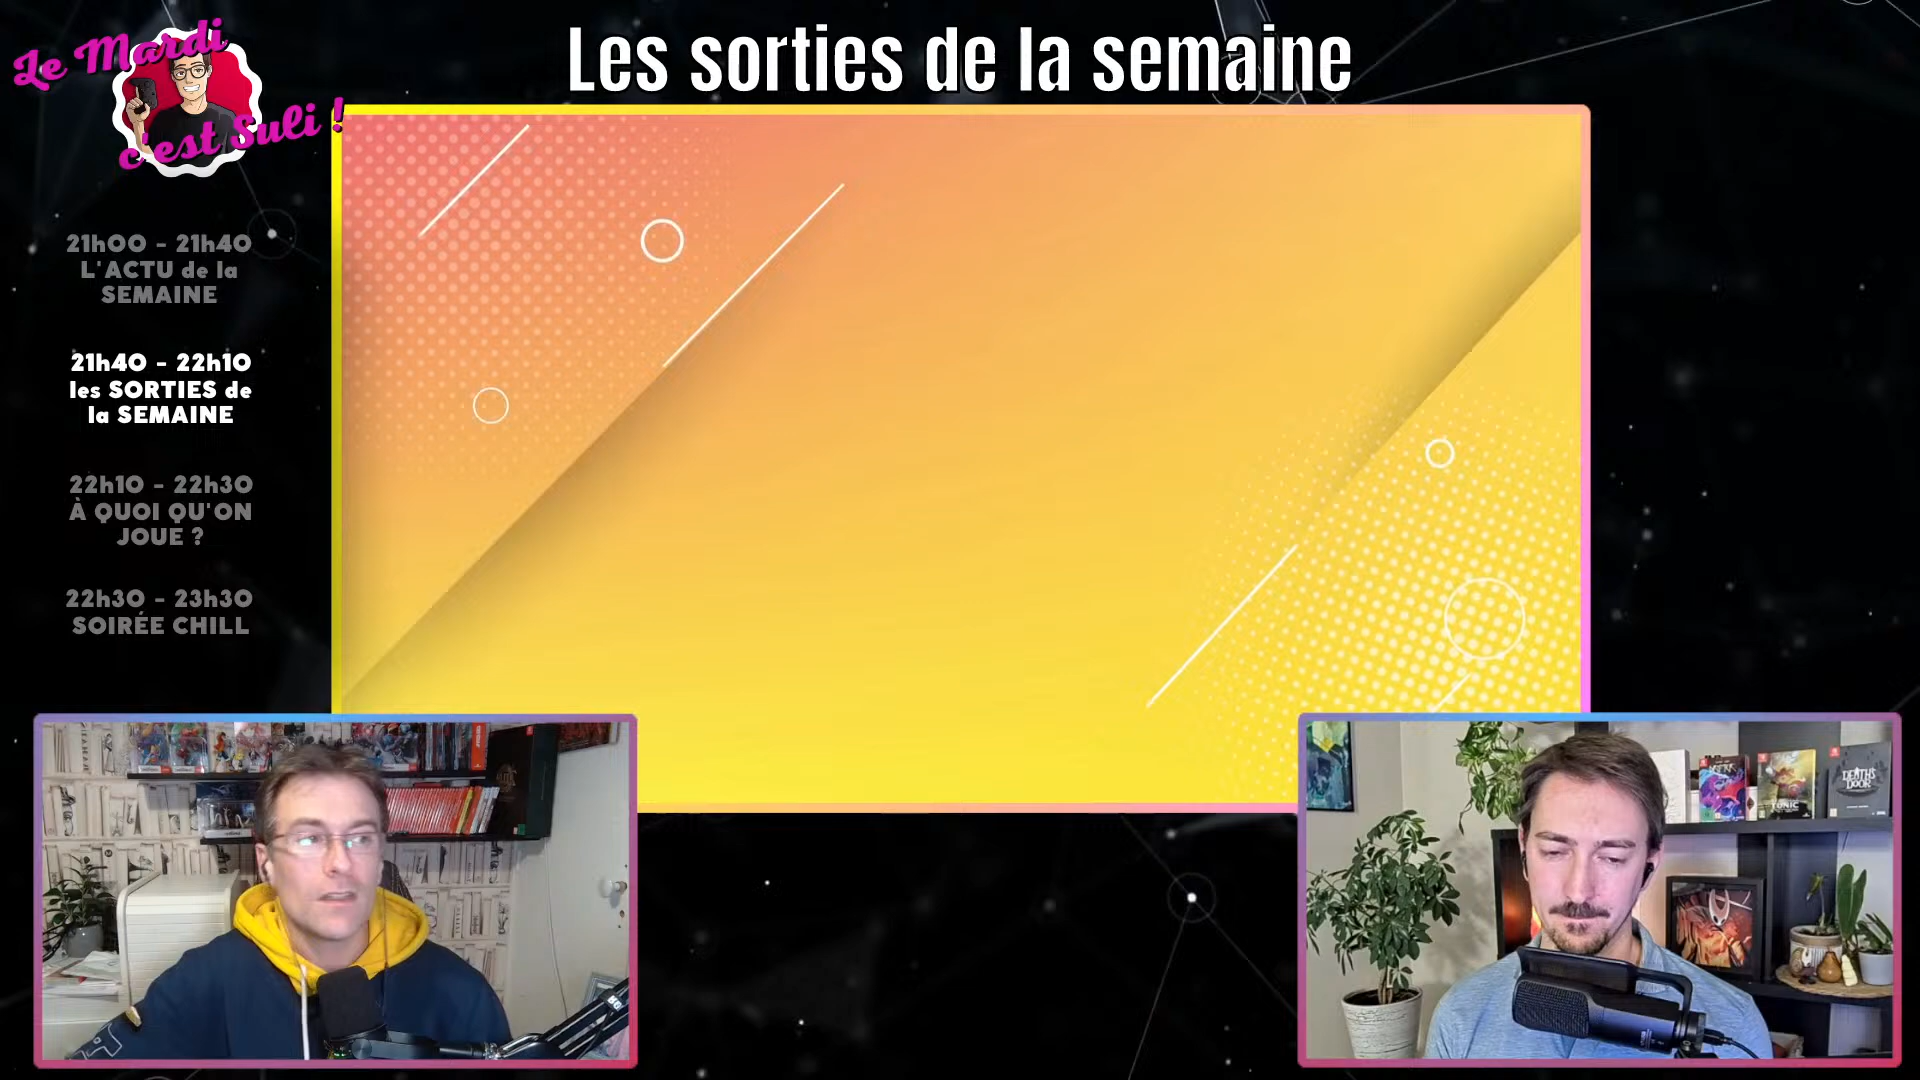 Les sorties de la semaine
Le Mardi
c'est Suli !
21h00 - 21h40
L'ACTU de la
SEMAINE
21h40 - 22h10
les SORTIES de
la SEMAINE
22h10 - 22h30
À QUOI QU'ON
JOUE ?
22h30 - 23h30
SOIRÉE CHILL
TUNIC
DEATH'S
DOOR